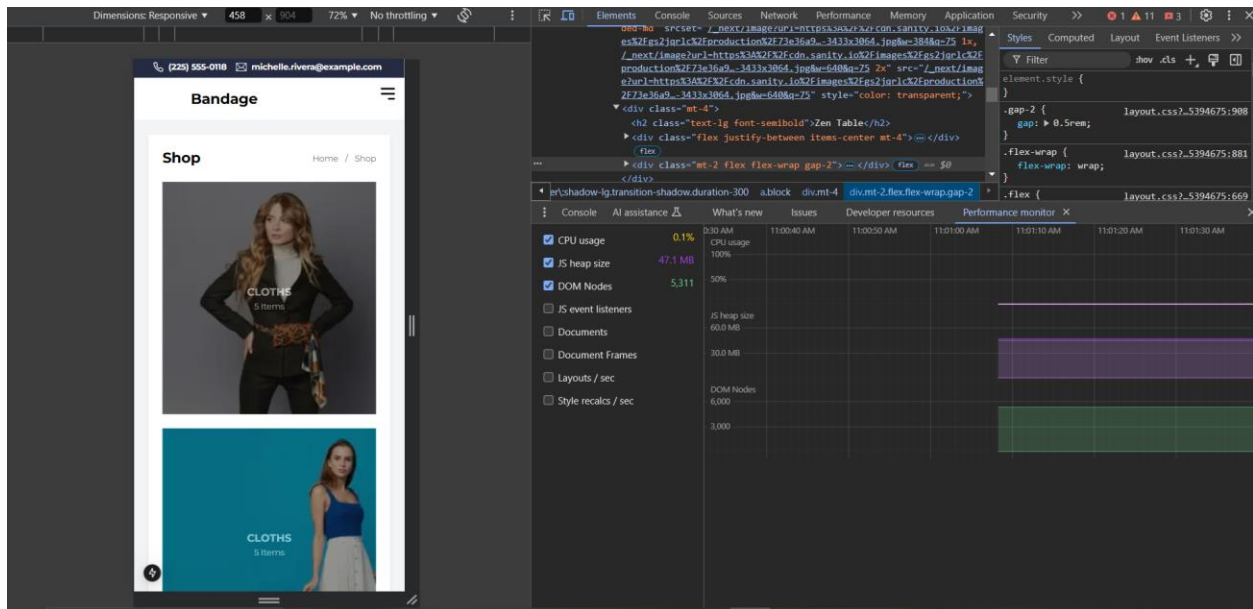 Dimensions: Responsive ▼ 458 x 904 72% ▼ No throttling ▼
Elements Console Sources Network Performance Memory Application Security >> 1 11 3
(225) 555-0118 michelle.rivera@example.com
Bandage
Shop Home / Shop
CLOTHS
5 Items
CLOTHS
5 Items
es%2Fgs2jqrlc%2Fproduction%2F73e36a9…-3433x3064.jpg&w=384&q=75 1x,
/_next/image?url=https%3A%2F%2Fcdn.sanity.io%2Fimages%2Fgs2jqrlc%2F
production%2F73e36a9…-3433x3064.jpg&w=640&q=75 2x" src="/_next/imag
e?url=https%3A%2F%2Fcdn.sanity.io%2Fimages%2Fgs2jqrlc%2Fproduction%
2F73e36a9…-3433x3064.jpg&w=640&q=75" style="color: transparent;">
▼<div class="mt-4">
<h2 class="text-lg font-semibold">Zen Table</h2>
▶<div class="flex justify-between items-center mt-4">…</div>
flex
… ▶<div class="mt-2 flex flex-wrap gap-2">…</div> flex == $0
</div>
er\:shadow-lg.transition-shadow.duration-300 a.block div.mt-4 div.mt-2.flex.flex-wrap.gap-2
Styles Computed Layout Event Listeners >>
Filter :hov .cls +
element.style {
}
.gap-2 { layout.css?…5394675:908
gap: ▶ 0.5rem;
}
.flex-wrap { layout.css?…5394675:881
flex-wrap: wrap;
}
.flex { layout.css?…5394675:669
Console AI assistance What's new Issues Developer resources Performance monitor ×
CPU usage 0.1%
JS heap size 47.1 MB
DOM Nodes 5,311
JS event listeners
Documents
Document Frames
Layouts / sec
Style recalcs / sec
0:30 AM 11:00:40 AM 11:00:50 AM 11:01:00 AM 11:01:10 AM 11:01:20 AM 11:01:30 AM
CPU usage
100%
50%
JS heap size
60.0 MB
30.0 MB
DOM Nodes
6,000
3,000